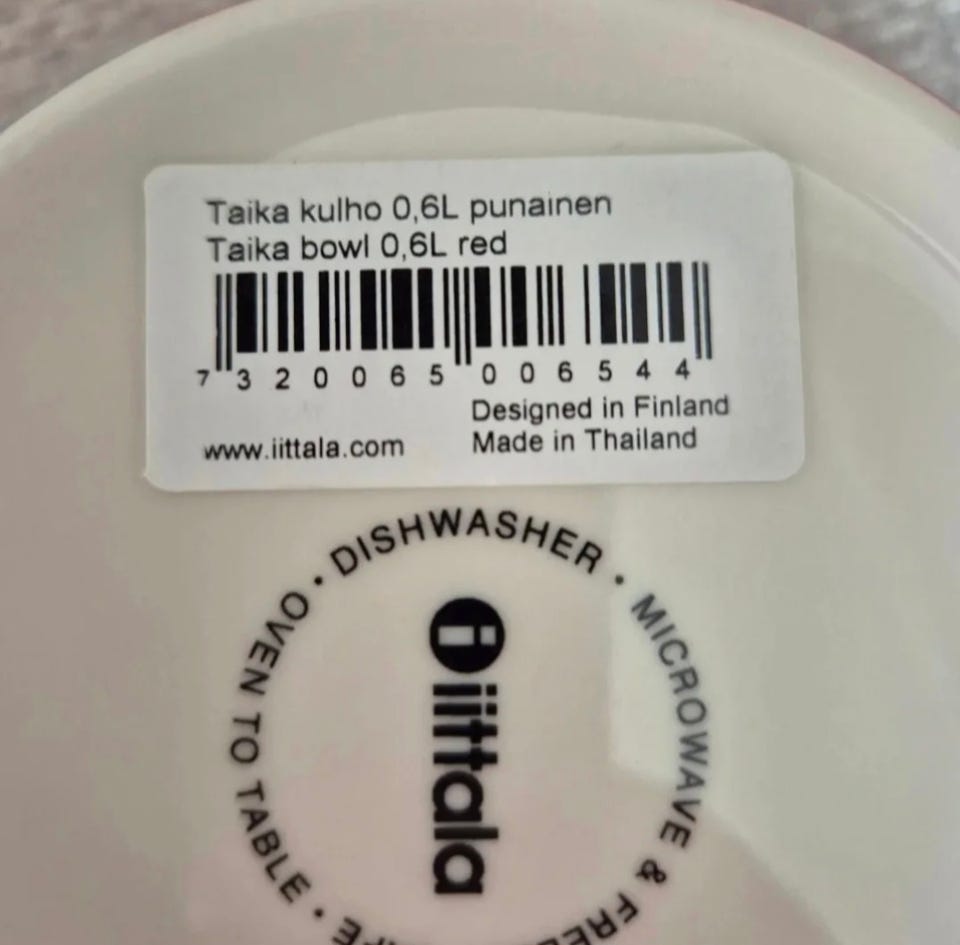 Taika kulho 0,6L punainen
Taika bowl 0,6L red
7 320065 006544
Designed in Finland
www.iittala.com
Made in Thailand
OVEN TO TABLE · DISHWASHER · MICROWAVE &
iittala